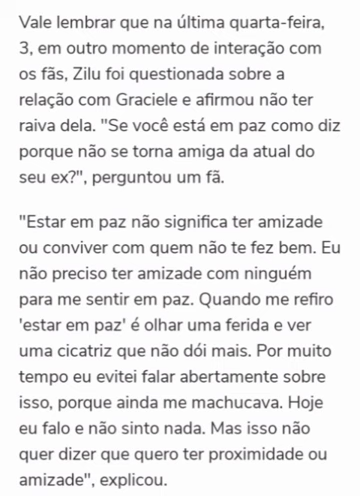 Vale lembrar que na última quarta-feira,
3, em outro momento de interação com
os fãs, Zilu foi questionada sobre a
relação com Graciele e afirmou não ter
raiva dela. "Se você está em paz como diz
porque não se torna amiga da atual do
seu ex?", perguntou um fã.
"Estar em paz não significa ter amizade
ou conviver com quem não te fez bem. Eu
não preciso ter amizade com ninguém
para me sentir em paz. Quando me refiro
'estar em paz' é olhar uma ferida e ver
uma cicatriz que não dói mais. Por muito
tempo eu evitei falar abertamente sobre
isso, porque ainda me machucava. Hoje
eu falo e não sinto nada. Mas isso não
quer dizer que quero ter proximidade ou
amizade", explicou.